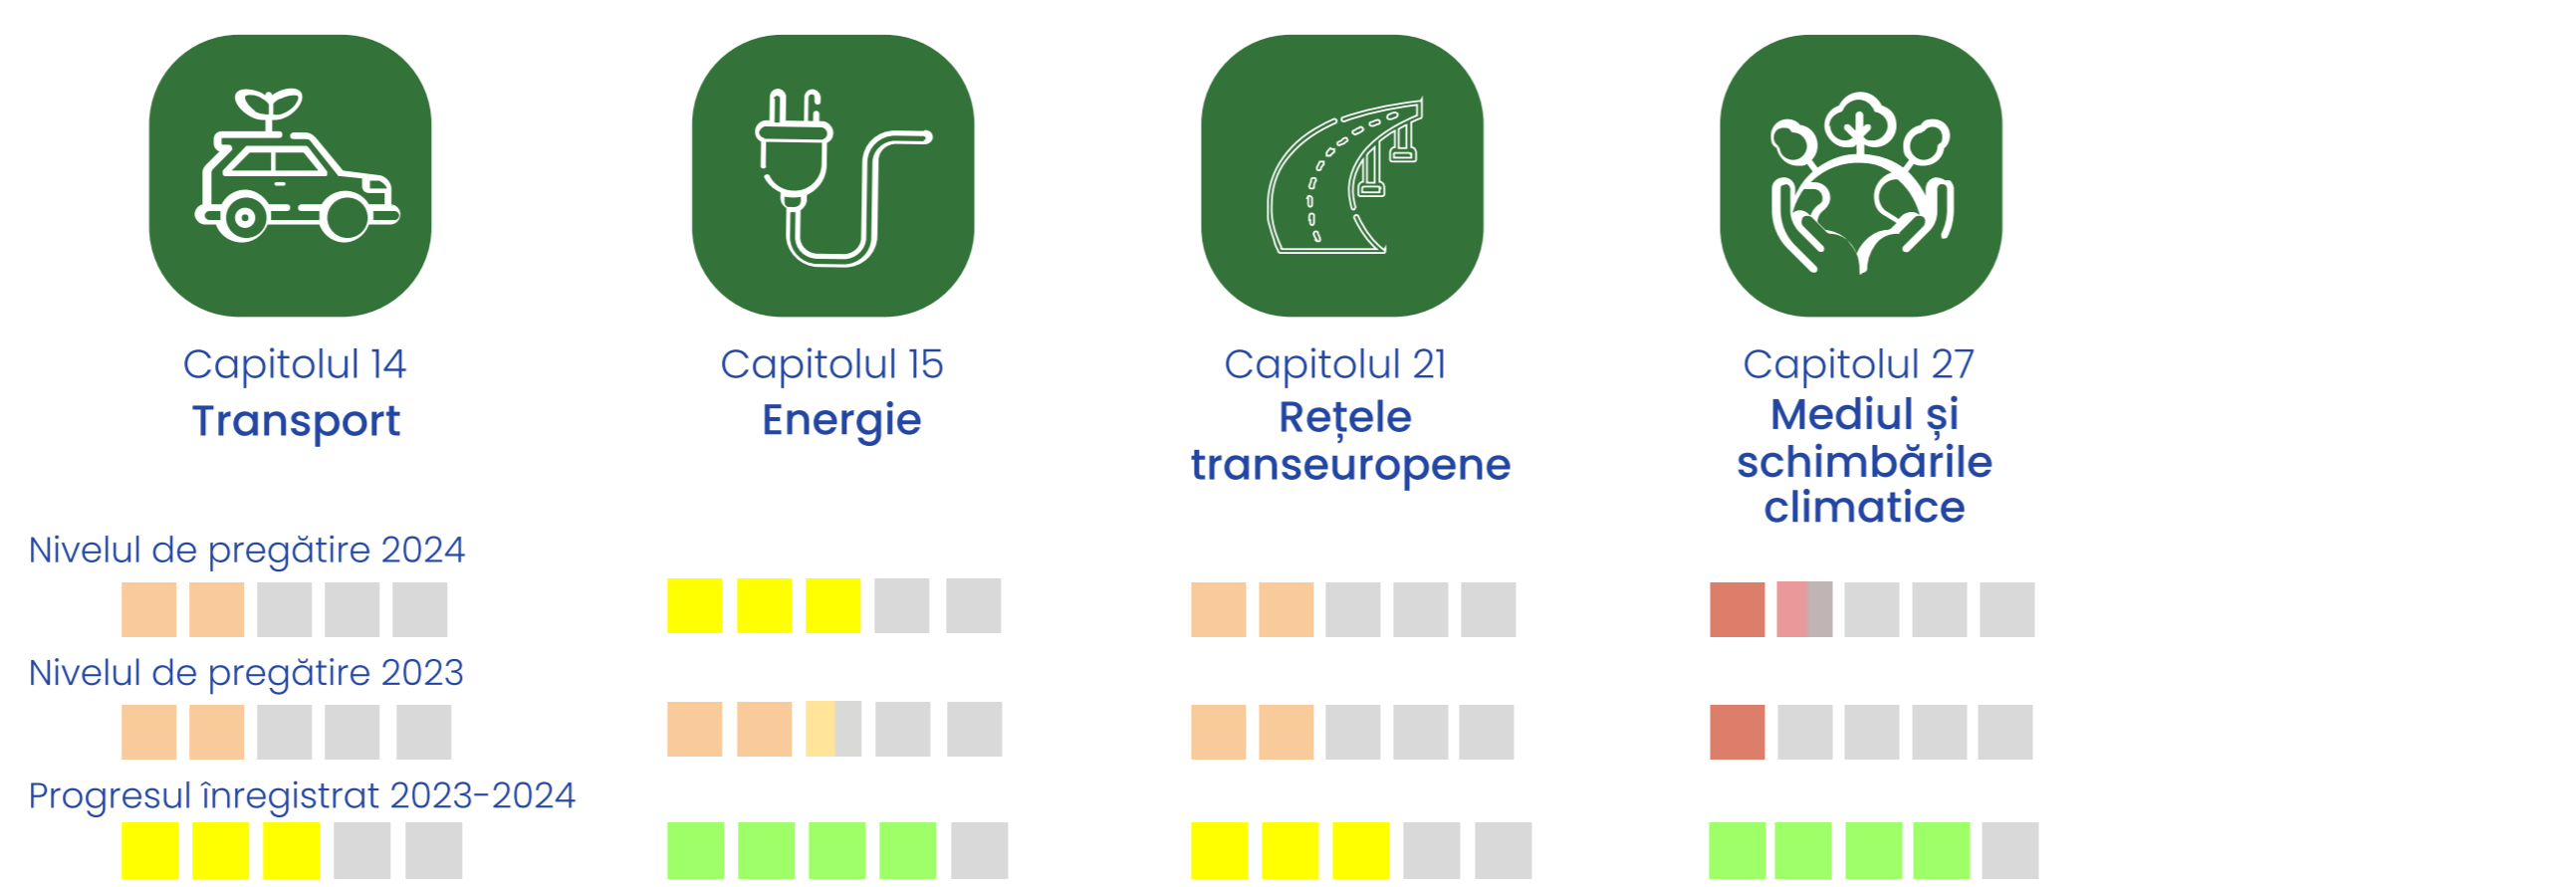 Capitolul 14
Transport
Capitolul 15
Energie
Capitolul 21
Rețele
transeuropene
Capitolul 27
Mediul și
schimbările
climatice
Nivelul de pregătire 2024
Nivelul de pregătire 2023
Progresul înregistrat 2023-2024